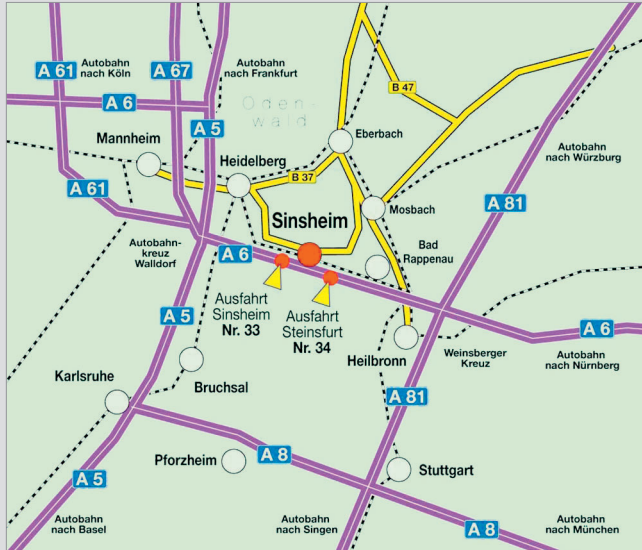 A 61
Autobahn
nach Köln
A 67
Autobahn
nach Frankfurt
B 47
A 6
Oden-
wald
A 5
Mannheim
Eberbach
Autobahn
nach Würzburg
Heidelberg
B 37
A 61
Sinsheim
Mosbach
A 81
Autobahn-
kreuz
Walldorf
A 6
Bad
Rappenau
Ausfahrt
Sinsheim
Nr. 33
Ausfahrt
Steinsfurt
Nr. 34
A 5
Heilbronn
Weinsberger
Kreuz
A 6
Autobahn
nach Nürnberg
Karlsruhe
Bruchsal
A 81
Pforzheim
A 8
Stuttgart
A 5
Autobahn
nach Basel
Autobahn
nach Singen
A 8
Autobahn
nach München